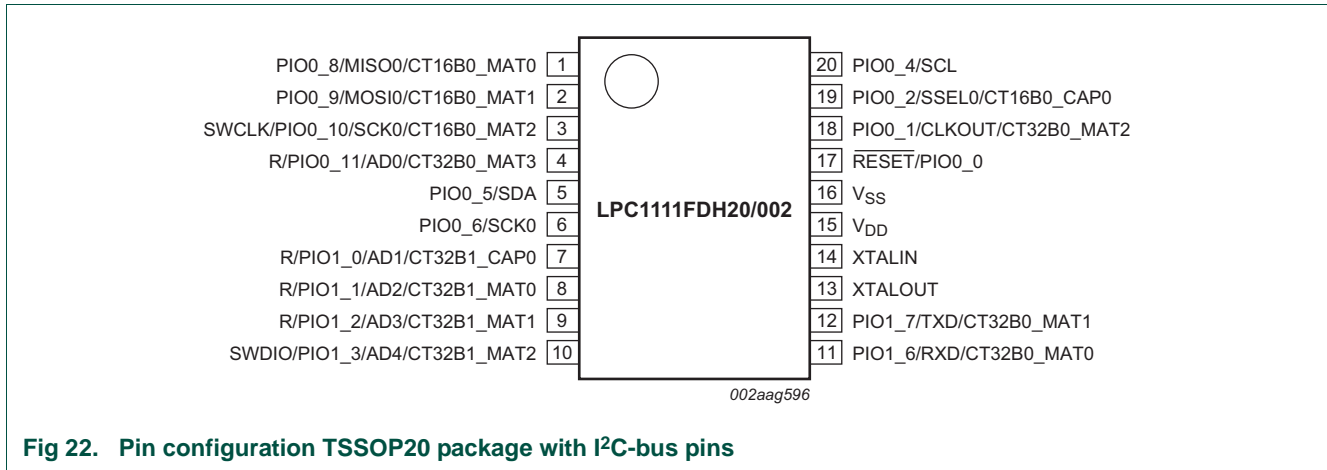 PIO0_8/MISO0/CT16B0_MAT0 1
PIO0_9/MOSI0/CT16B0_MAT1 2
SWCLK/PIO0_10/SCK0/CT16B0_MAT2 3
R/PIO0_11/AD0/CT32B0_MAT3 4
PIO0_5/SDA 5
PIO0_6/SCK0 6
R/PIO1_0/AD1/CT32B1_CAP0 7
R/PIO1_1/AD2/CT32B1_MAT0 8
R/PIO1_2/AD3/CT32B1_MAT1 9
SWDIO/PIO1_3/AD4/CT32B1_MAT2 10
LPC1111FDH20/002
20 PIO0_4/SCL
19 PIO0_2/SSEL0/CT16B0_CAP0
18 PIO0_1/CLKOUT/CT32B0_MAT2
17 RESET/PIO0_0
16 VSS
15 VDD
14 XTALIN
13 XTALOUT
12 PIO1_7/TXD/CT32B0_MAT1
11 PIO1_6/RXD/CT32B0_MAT0
002aag596
Fig 22. Pin configuration TSSOP20 package with I²C-bus pins